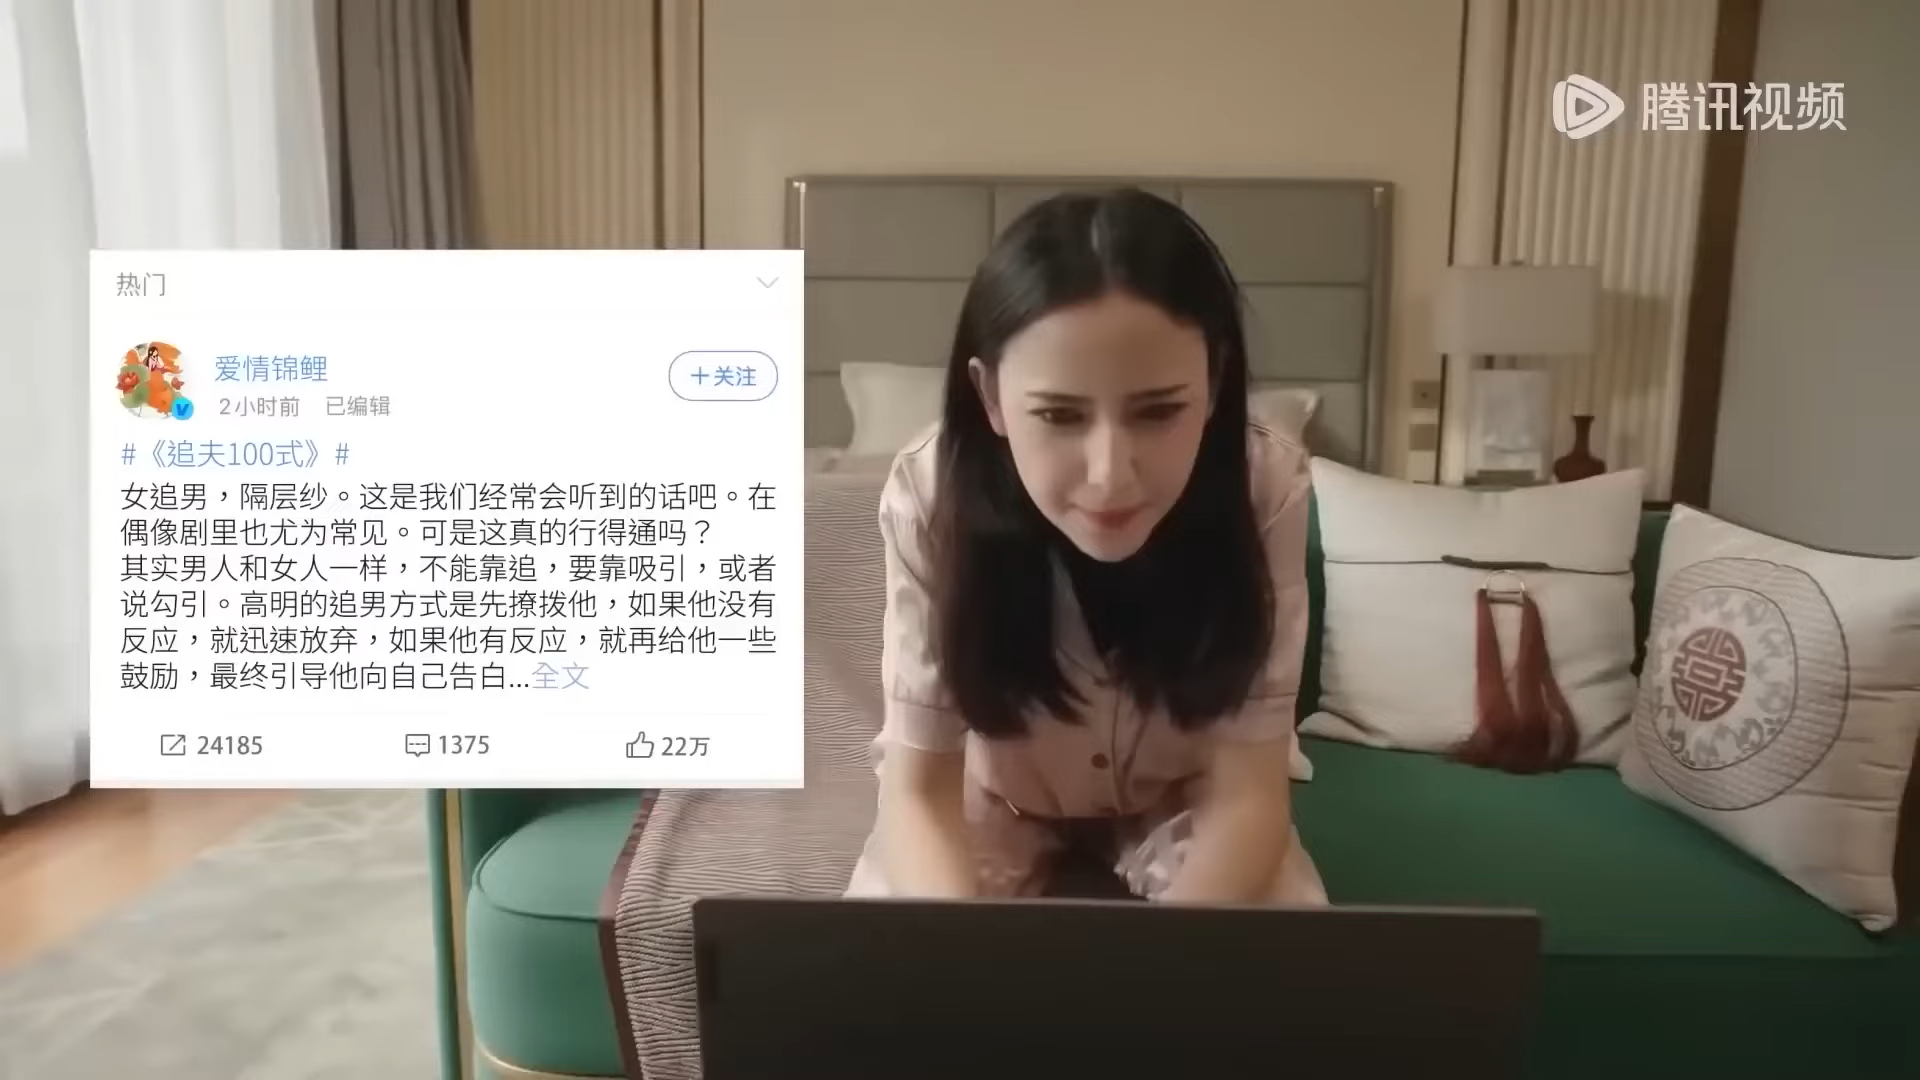 腾讯视频
热门
爱情锦鲤
+关注
2小时前 已编辑
#《追夫100式》#
女追男，隔层纱。这是我们经常会听到的话吧。在
偶像剧里也尤为常见。可是这真的行得通吗？
其实男人和女人一样，不能靠追，要靠吸引，或者
说勾引。高明的追男方式是先撩拨他，如果他没有
反应，就迅速放弃，如果他有反应，就再给他一些
鼓励，最终引导他向自己告白...全文
24185
1375
22万